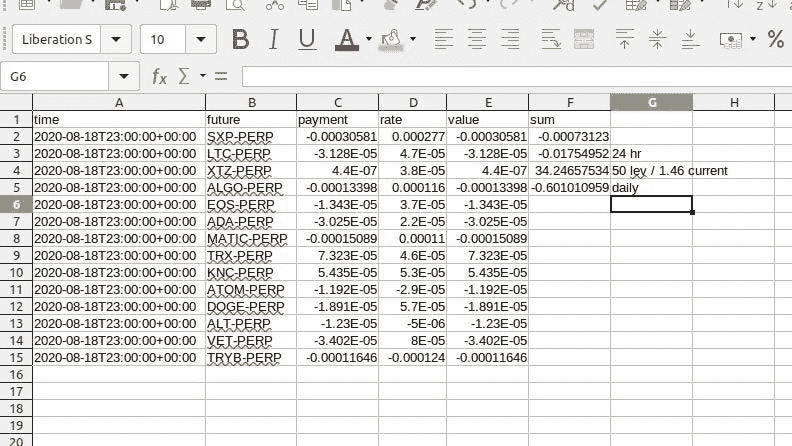 Liberation S 10 B I U A %
G6 fx Σ =
A B C D E F G H
1 time future payment rate value sum
2 2020-08-18T23:00:00+00:00 SXP-PERP -0.00030581 0.000277 -0.00030581 -0.00073123
3 2020-08-18T23:00:00+00:00 LTC-PERP -3.128E-05 4.7E-05 -3.128E-05 -0.01754952 24 hr
4 2020-08-18T23:00:00+00:00 XTZ-PERP 4.4E-07 3.8E-05 4.4E-07 34.24657534 50 lev / 1.46 current
5 2020-08-18T23:00:00+00:00 ALGO-PERP -0.00013398 0.000116 -0.00013398 -0.601010959 daily
6 2020-08-18T23:00:00+00:00 EOS-PERP -1.343E-05 3.7E-05 -1.343E-05
7 2020-08-18T23:00:00+00:00 ADA-PERP -3.025E-05 2.2E-05 -3.025E-05
8 2020-08-18T23:00:00+00:00 MATIC-PERP -0.00015089 0.00011 -0.00015089
9 2020-08-18T23:00:00+00:00 TRX-PERP 7.323E-05 4.6E-05 7.323E-05
10 2020-08-18T23:00:00+00:00 KNC-PERP 5.435E-05 5.3E-05 5.435E-05
11 2020-08-18T23:00:00+00:00 ATOM-PERP -1.192E-05 -2.9E-05 -1.192E-05
12 2020-08-18T23:00:00+00:00 DOGE-PERP -1.891E-05 5.7E-05 -1.891E-05
13 2020-08-18T23:00:00+00:00 ALT-PERP -1.23E-05 -5E-06 -1.23E-05
14 2020-08-18T23:00:00+00:00 VET-PERP -3.402E-05 8E-05 -3.402E-05
15 2020-08-18T23:00:00+00:00 TRYB-PERP -0.00011646 -0.000124 -0.00011646
16
17
18
19
20